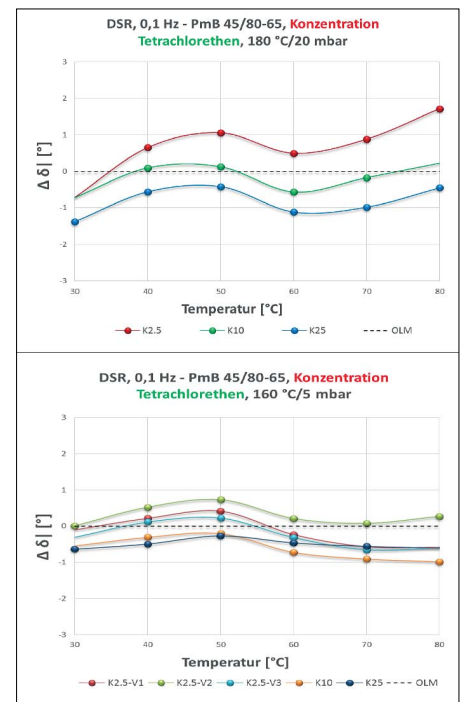 DSR, 0,1 Hz - PmB 45/80-65, Konzentration
Tetrachlorethen, 180 °C/20 mbar
3
2
1
0
-1
-2
-3
Δ δ| [°]
30 40 50 60 70 80
Temperatur [°C]
K2.5 K10 K25 OLM
DSR, 0,1 Hz - PmB 45/80-65, Konzentration
Tetrachlorethen, 160 °C/5 mbar
3
2
1
0
-1
-2
-3
Δ δ| [°]
30 40 50 60 70 80
Temperatur [°C]
K2.5-V1 K2.5-V2 K2.5-V3 K10 K25 OLM